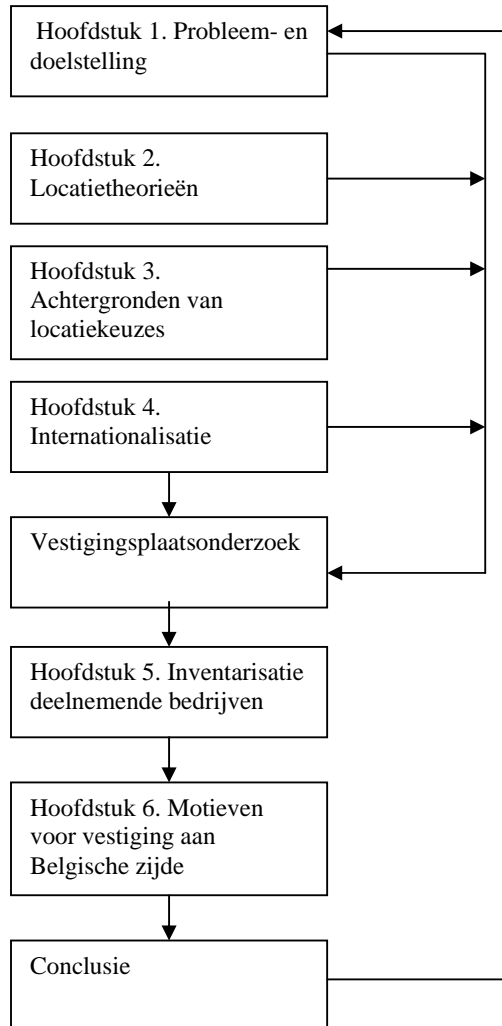 Hoofdstuk 1. Probleem- en
doelstelling
Hoofdstuk 2.
Locatietheorieën
Hoofdstuk 3.
Achtergronden van
locatiekeuzes
Hoofdstuk 4.
Internationalisatie
Vestigingsplaatsonderzoek
Hoofdstuk 5. Inventarisatie
deelnemende bedrijven
Hoofdstuk 6. Motieven
voor vestiging aan
Belgische zijde
Conclusie